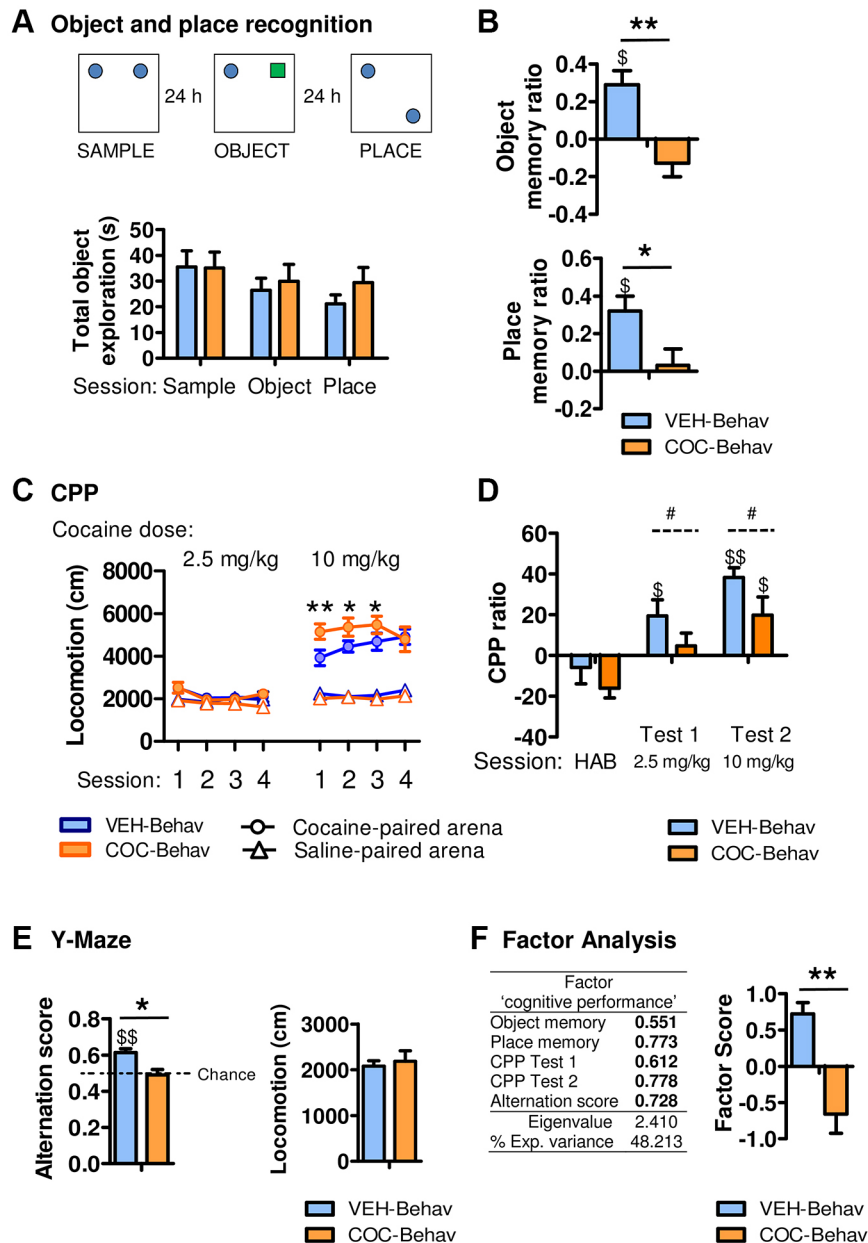 A Object and place recognition
24 h
24 h
SAMPLE
OBJECT
PLACE
Total object
exploration (s)
50
40
30
20
10
0
Session: Sample Object Place
B
**
$
Object
memory ratio
0.4
0.2
0.0
-0.2
-0.4
*
$
Place
memory ratio
0.6
0.4
0.2
0.0
-0.2
VEH-Behav
COC-Behav
C CPP
Cocaine dose:
2.5 mg/kg 10 mg/kg
Locomotion (cm)
8000
6000
4000
2000
0
** * *
Session: 1 2 3 4 1 2 3 4
VEH-Behav
COC-Behav
Cocaine-paired arena
Saline-paired arena
D
# #
CPP ratio
60
40
20
0
-20
-40
$ $$ $
Test 1 Test 2
Session: HAB 2.5 mg/kg 10 mg/kg
VEH-Behav
COC-Behav
E Y-Maze
Alternation score
0.8
0.6
0.4
0.2
0.0
*
$$
Chance
Locomotion (cm)
3000
2000
1000
0
VEH-Behav
COC-Behav
F Factor Analysis
Factor
‘cognitive performance’
Object memory 0.551
Place memory 0.773
CPP Test 1 0.612
CPP Test 2 0.778
Alternation score 0.728
Eigenvalue 2.410
% Exp. variance 48.213
**
Factor Score
1.0
0.5
0.0
-0.5
-1.0
VEH-Behav
COC-Behav